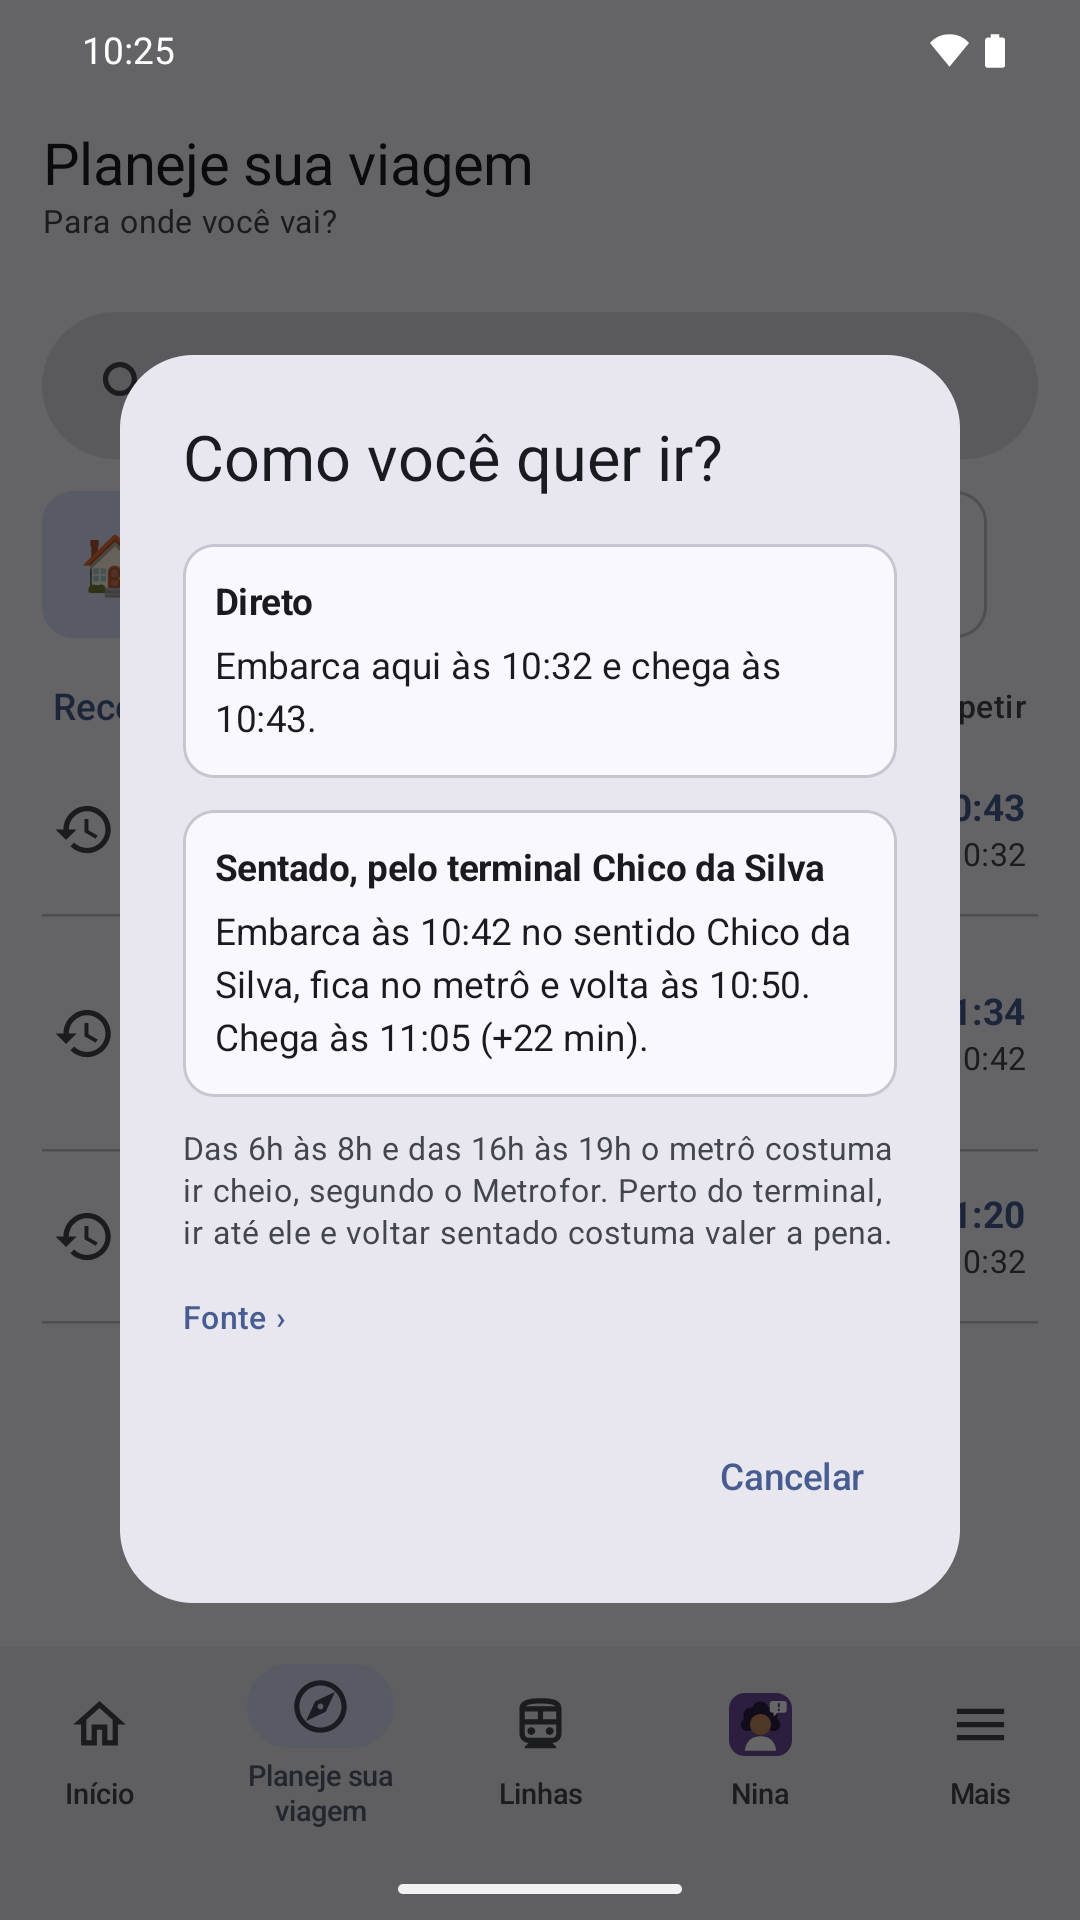 10:25
Planeje sua viagem
Para onde você vai?
Como você quer ir?
Direto
Embarca aqui às 10:32 e chega às
10:43.
Sentado, pelo terminal Chico da Silva
Embarca às 10:42 no sentido Chico da
Silva, fica no metrô e volta às 10:50.
Chega às 11:05 (+22 min).
Das 6h às 8h e das 16h às 19h o metrô costuma
ir cheio, segundo o Metrofor. Perto do terminal,
ir até ele e voltar sentado costuma valer a pena.
Fonte ›
Cancelar
Início
Planeje sua
viagem
Linhas
Nina
Mais